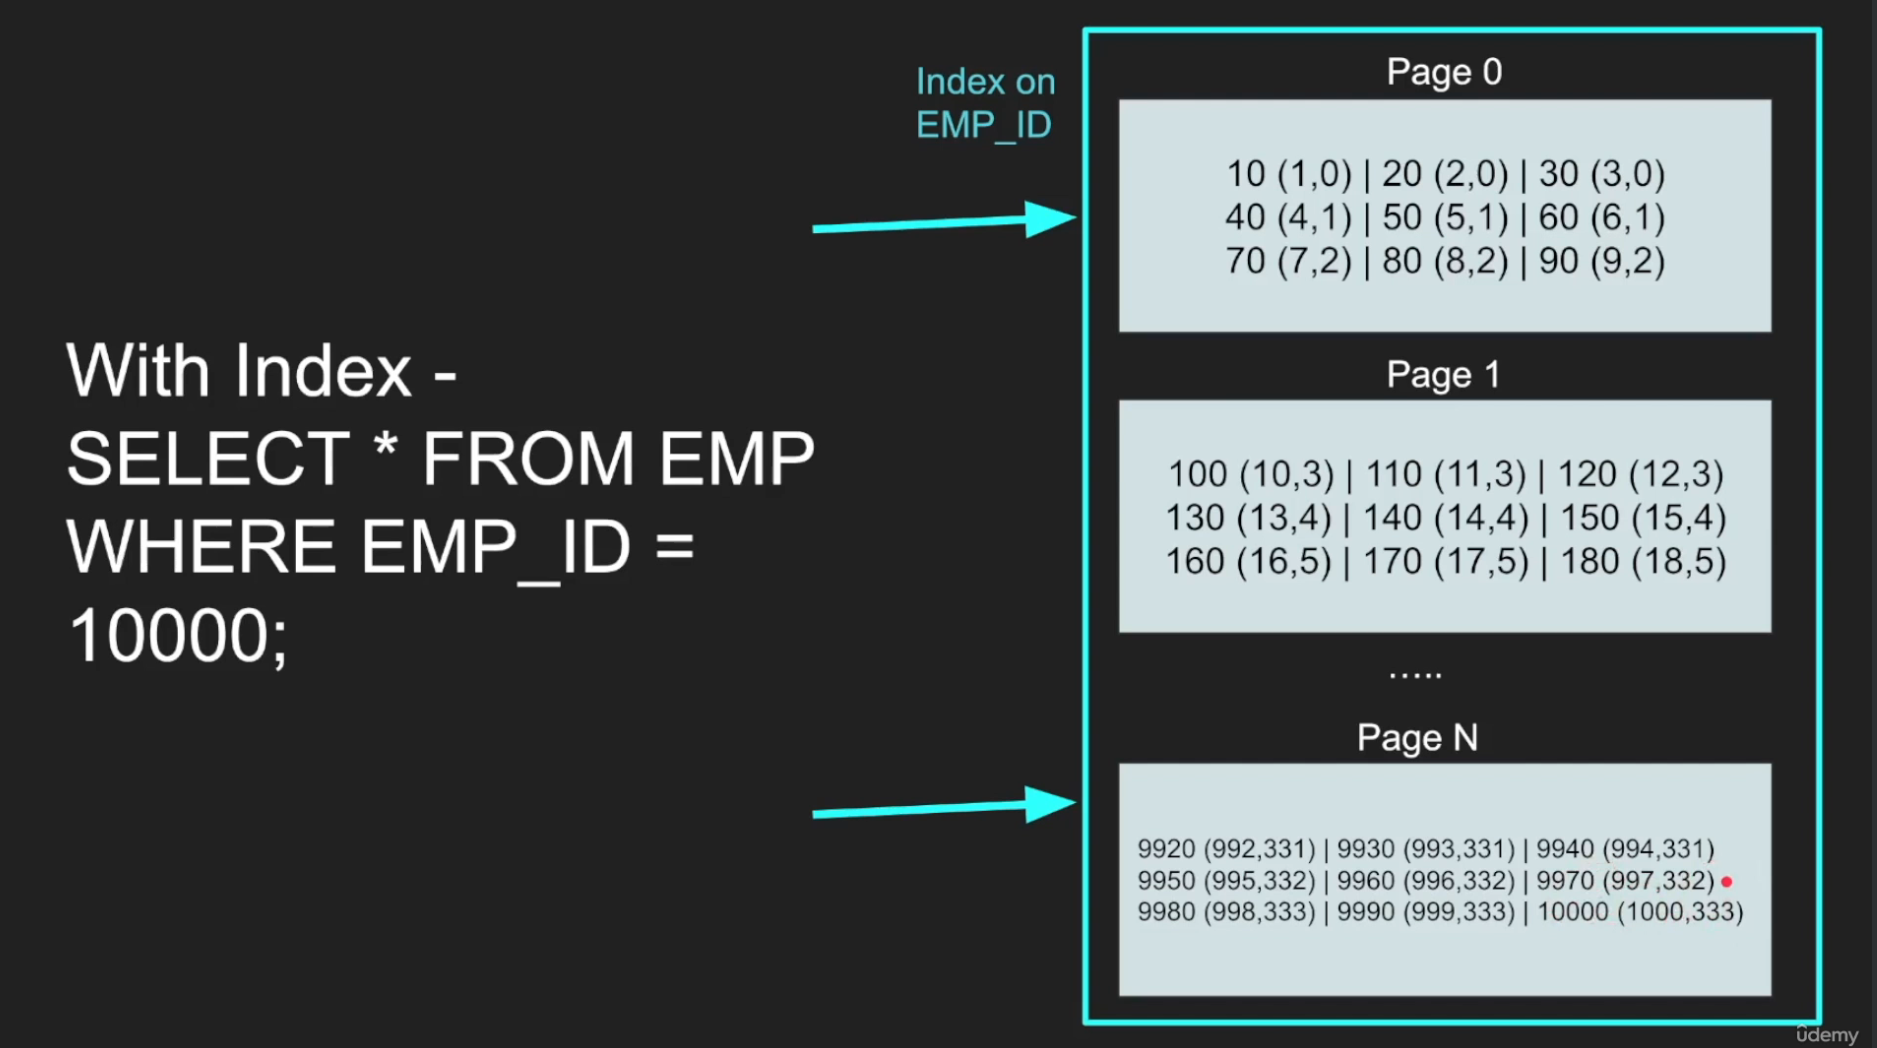 With Index -
SELECT * FROM EMP
WHERE EMP_ID =
10000;
Index on
EMP_ID
Page 0
10 (1,0) | 20 (2,0) | 30 (3,0)
40 (4,1) | 50 (5,1) | 60 (6,1)
70 (7,2) | 80 (8,2) | 90 (9,2)
Page 1
100 (10,3) | 110 (11,3) | 120 (12,3)
130 (13,4) | 140 (14,4) | 150 (15,4)
160 (16,5) | 170 (17,5) | 180 (18,5)
.....
Page N
9920 (992,331) | 9930 (993,331) | 9940 (994,331)
9950 (995,332) | 9960 (996,332) | 9970 (997,332)
9980 (998,333) | 9990 (999,333) | 10000 (1000,333)
ûdemy